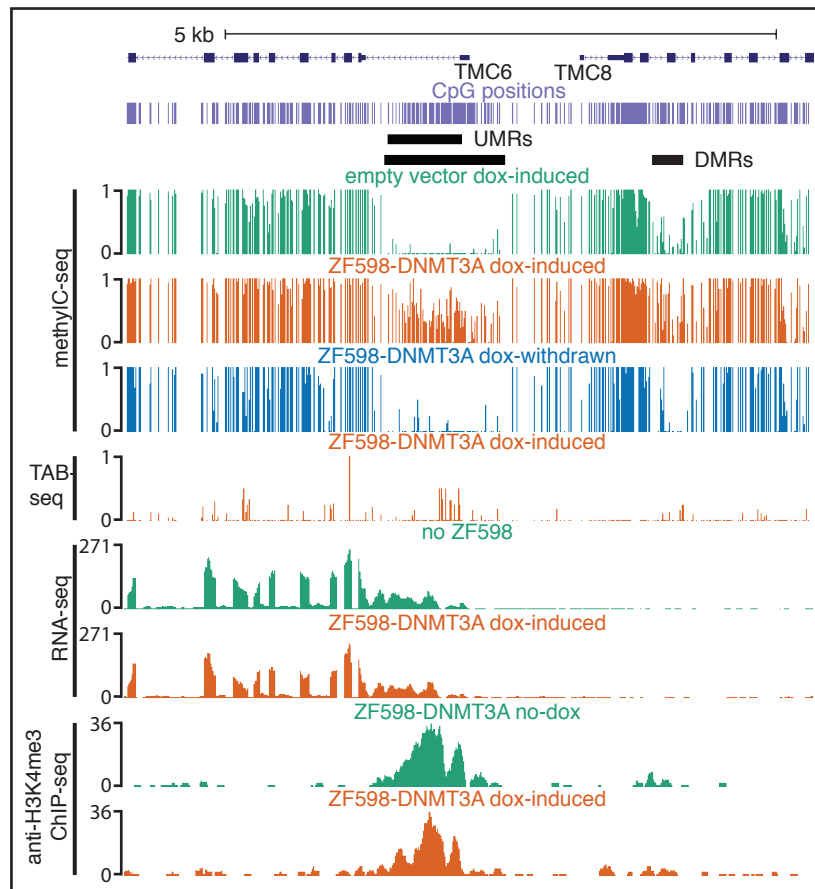 5 kb
TMC6 TMC8
CpG positions
UMRs
DMRs
empty vector dox-induced
1
0
ZF598-DNMT3A dox-induced
1
0
ZF598-DNMT3A dox-withdrawn
1
0
methylC-seq
ZF598-DNMT3A dox-induced
1
0
TAB-
seq
no ZF598
271
0
ZF598-DNMT3A dox-induced
271
0
RNA-seq
ZF598-DNMT3A no-dox
36
0
ZF598-DNMT3A dox-induced
36
0
anti-H3K4me3
ChIP-seq